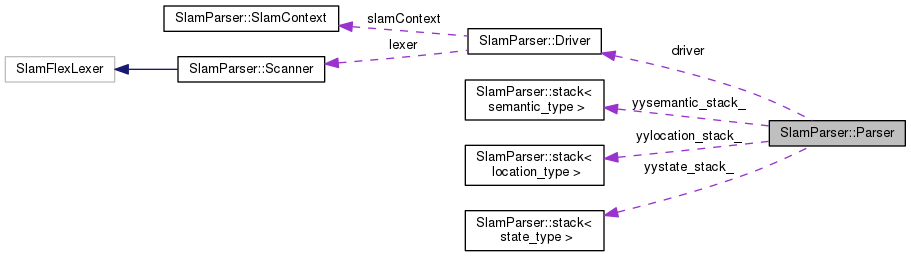 SlamParser::SlamContext
slamContext
SlamParser::Driver
lexer
driver
SlamFlexLexer
SlamParser::Scanner
SlamParser::stack<
semantic_type >
yysemantic_stack_
SlamParser::Parser
yylocation_stack_
SlamParser::stack<
location_type >
yystate_stack_
SlamParser::stack<
state_type >